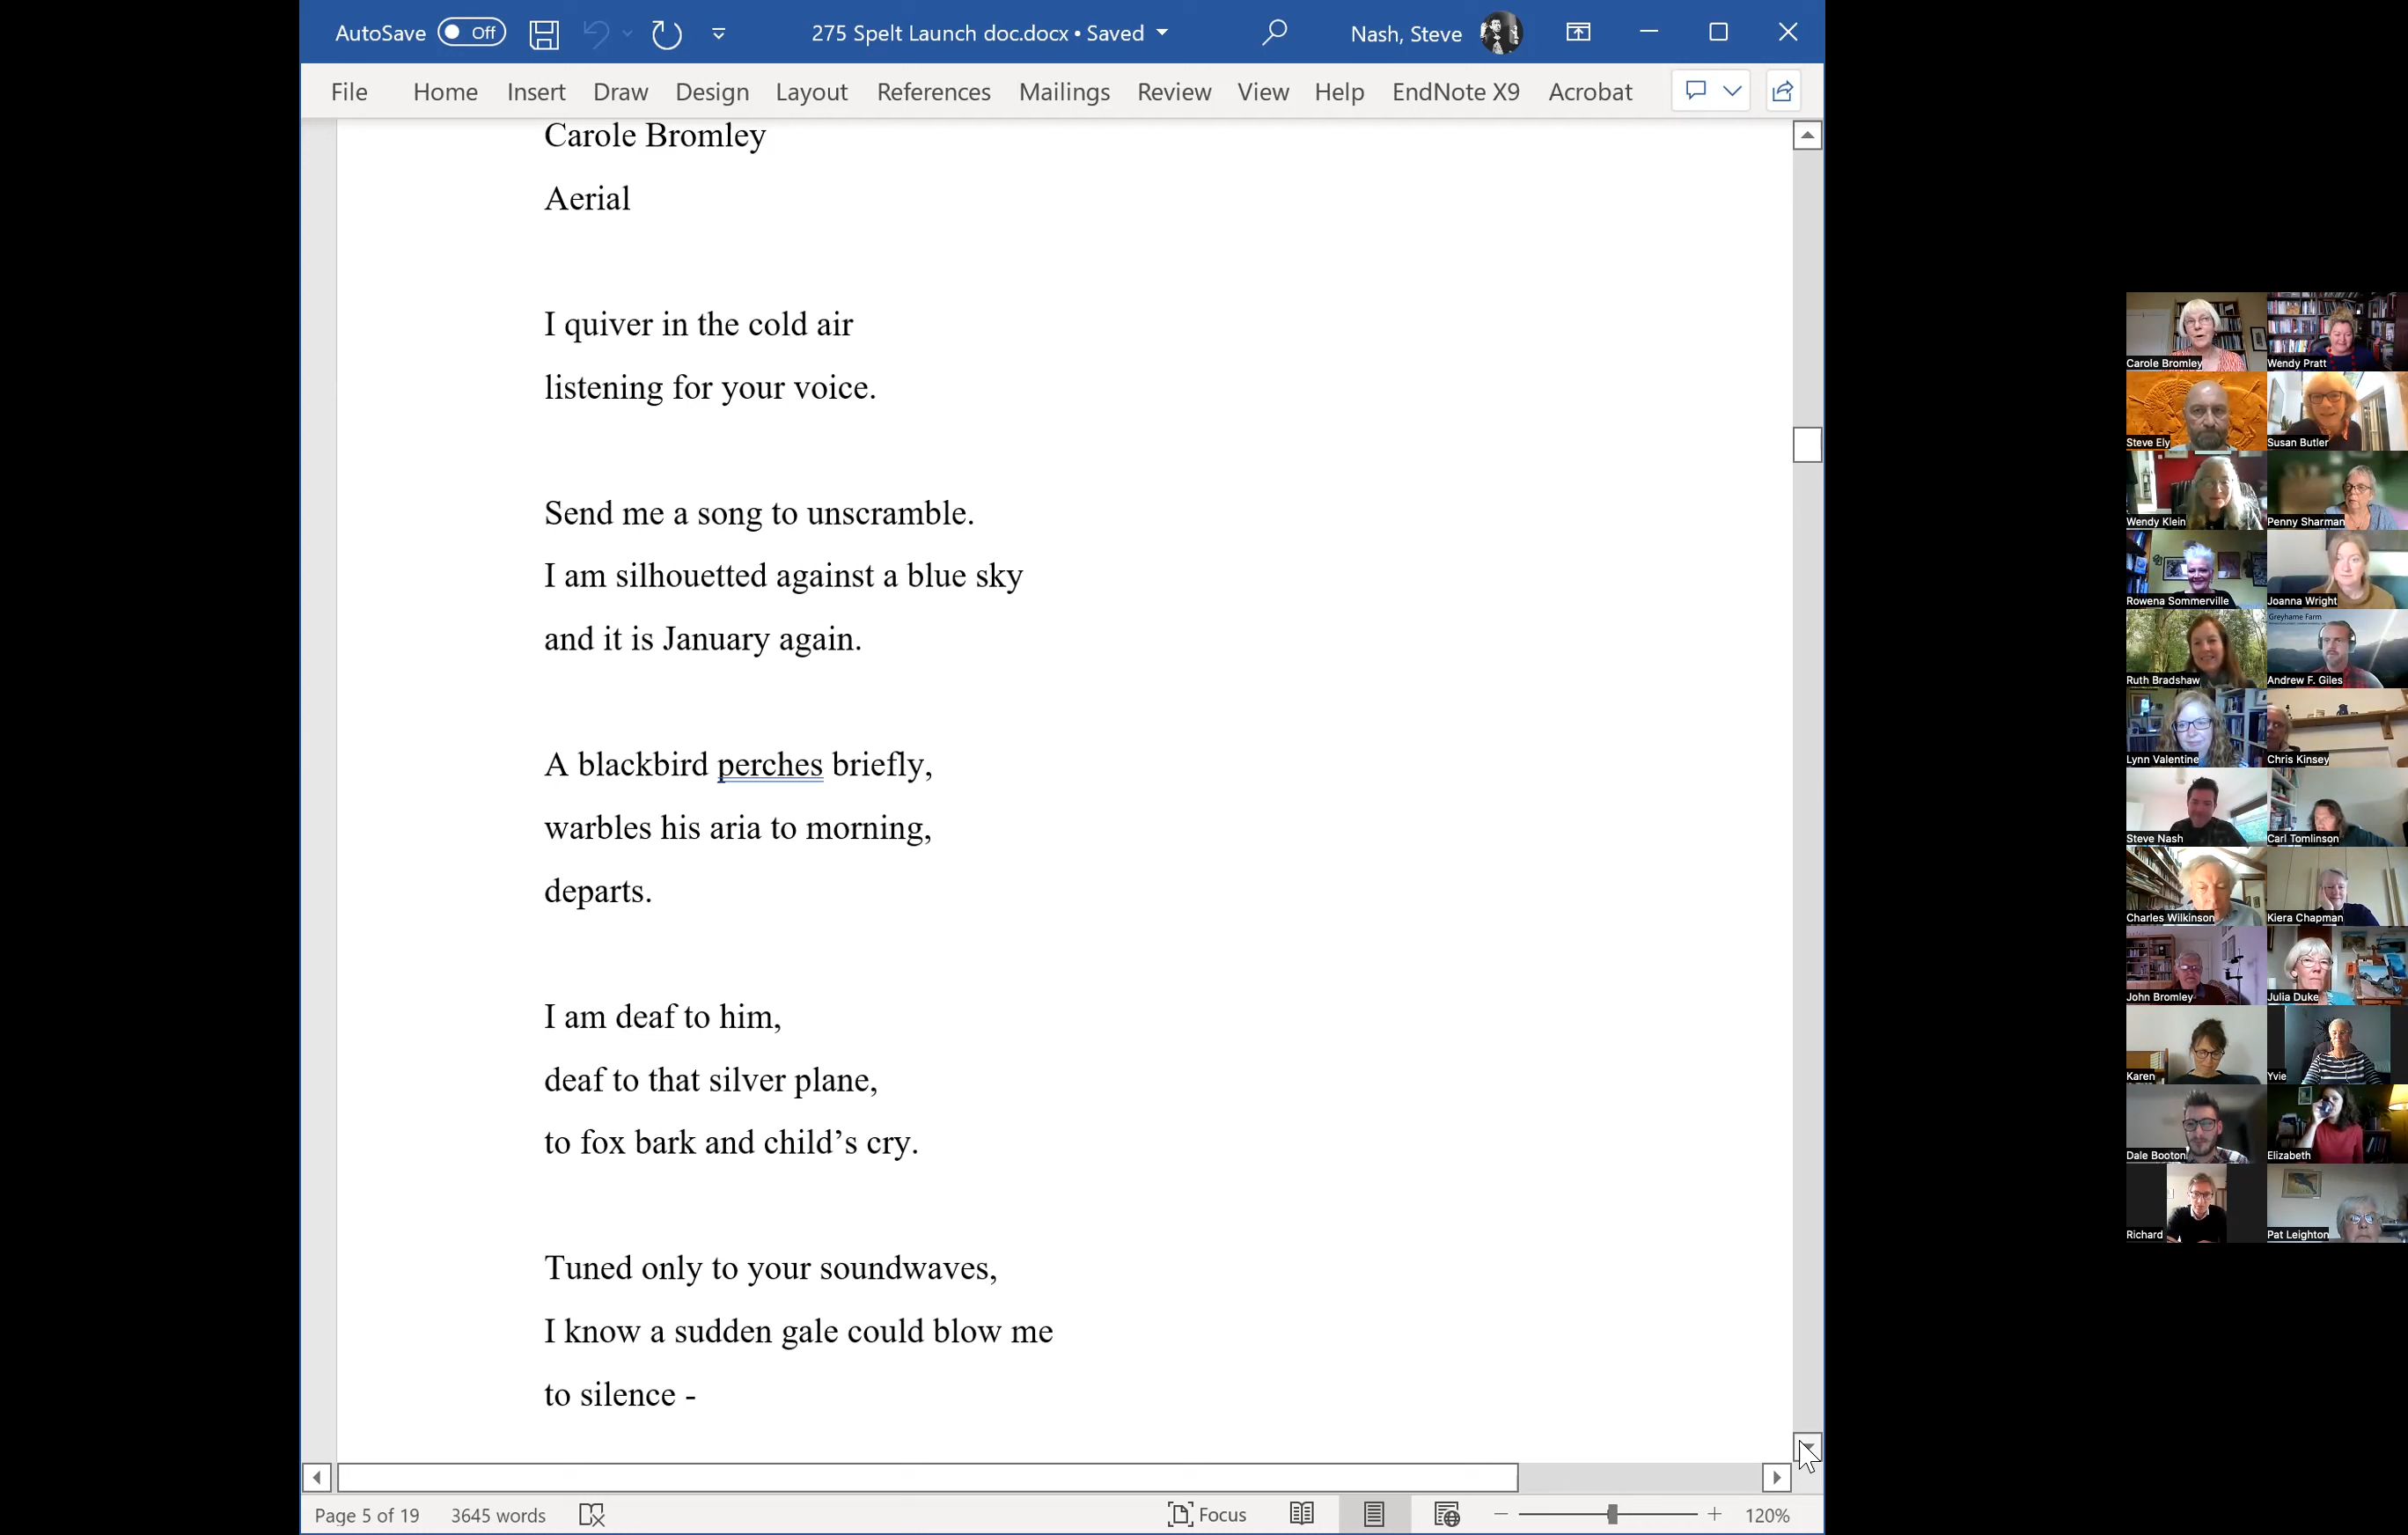 AutoSave Off 275 Spelt Launch doc.docx • Saved Nash, Steve
File Home Insert Draw Design Layout References Mailings Review View Help EndNote X9 Acrobat
Carole Bromley
Aerial
I quiver in the cold air
listening for your voice.
Send me a song to unscramble.
I am silhouetted against a blue sky
and it is January again.
A blackbird perches briefly,
warbles his aria to morning,
departs.
I am deaf to him,
deaf to that silver plane,
to fox bark and child’s cry.
Tuned only to your soundwaves,
I know a sudden gale could blow me
to silence -
Page 5 of 19 3645 words Focus 120%
Carole Bromley Wendy Pratt
Steve Ely Susan Butler
Wendy Klein Penny Sharman
Rowena Sommerville Joanna Wright
Greyhame Farm
Ruth Bradshaw Andrew F. Giles
Lynn Valentine Chris Kinsey
Steve Nash Carl Tomlinson
Charles Wilkinson Kiera Chapman
John Bromley Julia Duke
Karen Yvie
Dale Booton Elizabeth
Richard Pat Leighton